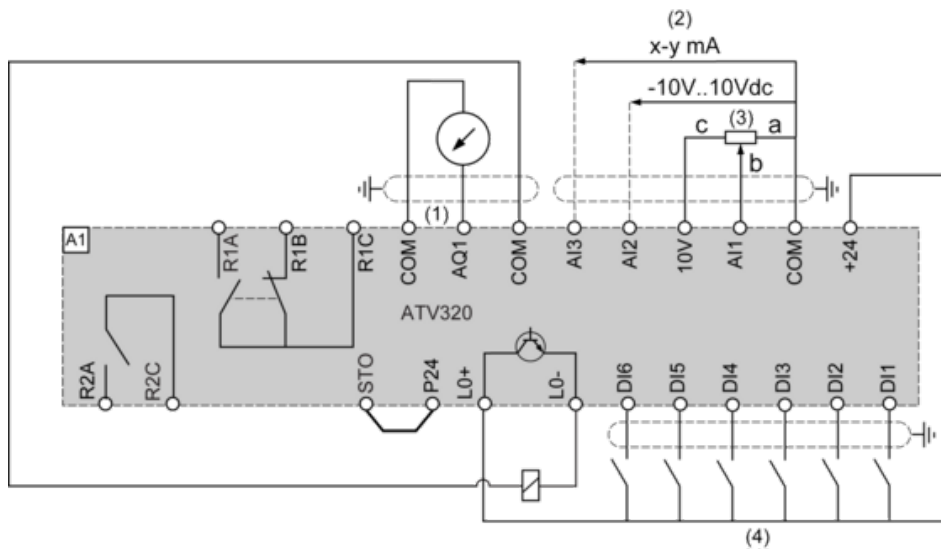 (2)
x-y mA
-10V..10Vdc
(3)
c
a
b
(1)
A1
R1A
R1B
R1C
COM
AQ1
COM
AI3
AI2
10V
AI1
COM
+24
ATV320
R2A
R2C
STO
P24
L0+
L0-
DI6
DI5
DI4
DI3
DI2
DI1
(4)